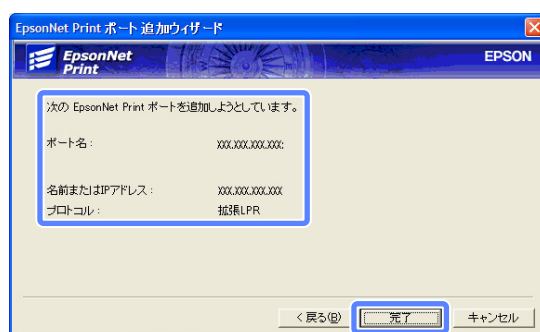 EpsonNet Print ポート追加ウィザード
EpsonNet
Print
EPSON
次の EpsonNet Print ポートを追加しようとしています。
ポート名: XXX.XXX.XXX.XXX:
名前またはIPアドレス: XXX.XXX.XXX.XXX
プロトコル: 拡張LPR
< 戻る(B) 完了 キャンセル